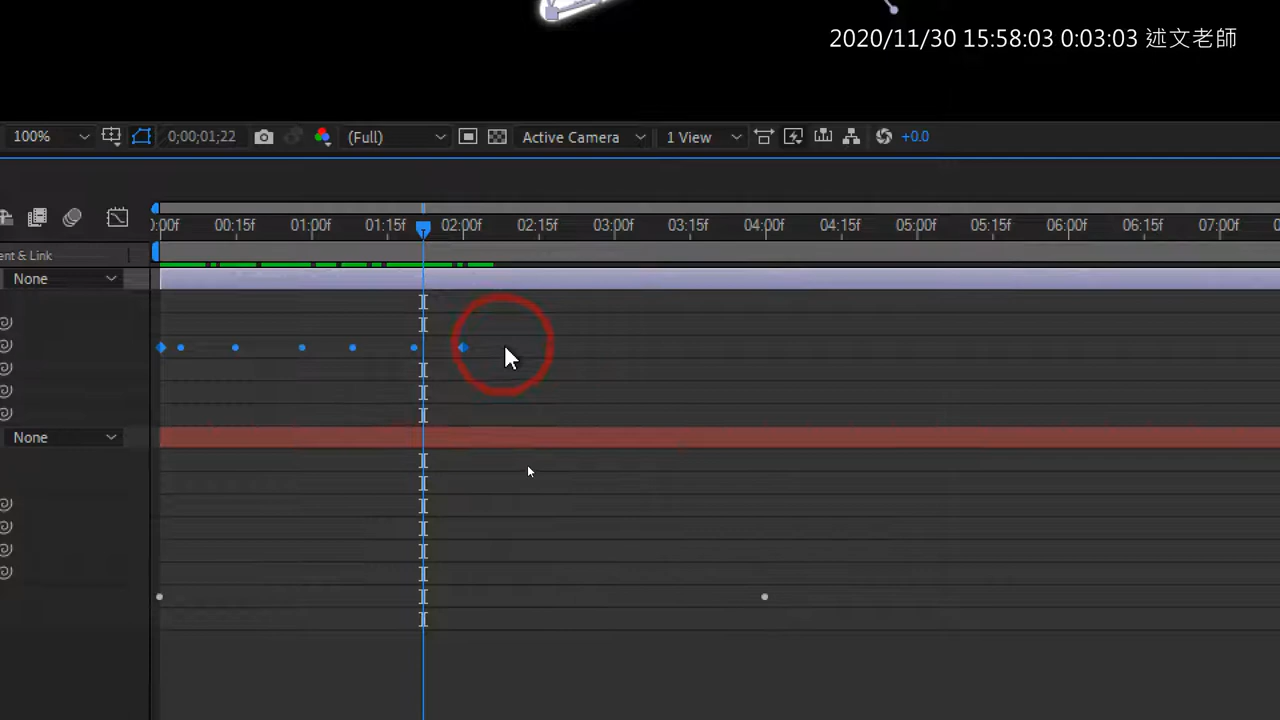 2020/11/30 15:58:03 0:03:03 述文老師
100% 0;00;01;22 (Full) Active Camera 1 View +0.0
:00f 00:15f 01:00f 01:15f 02:00f 02:15f 03:00f 03:15f 04:00f 04:15f 05:00f 05:15f 06:00f 06:15f 07:00f
ent & Link
None
None